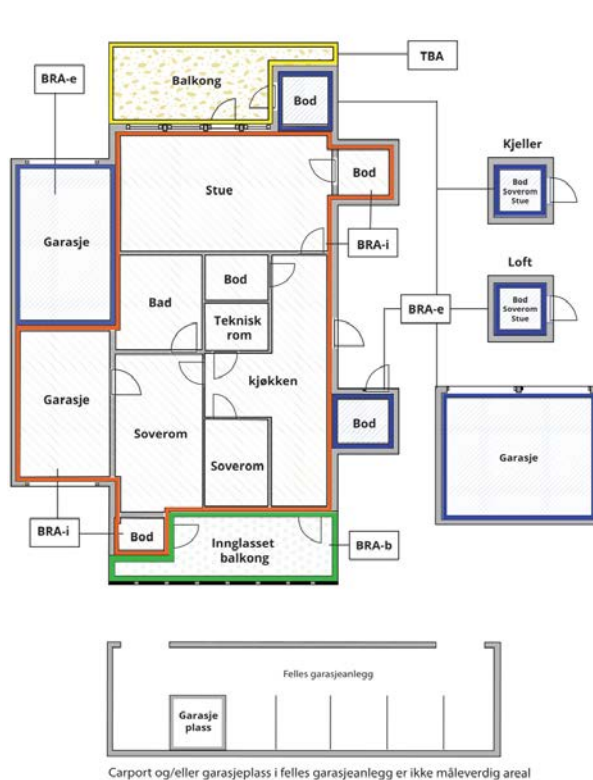 TBA
Balkong
BRA-e
Bod
Kjeller
Bod
Soverom
Stue
Stue
Bod
Garasje
BRA-i
Loft
Bod
Soverom
Stue
Bad
Bod
BRA-e
Teknisk
rom
Garasje
kjøkken
Soverom
Bod
Garasje
Soverom
BRA-i
Bod
Innglasset
balkong
BRA-b
Felles garasjeanlegg
Garasje
plass
Carport og/eller garasjeplass i felles garasjeanlegg er ikke måleverdig areal